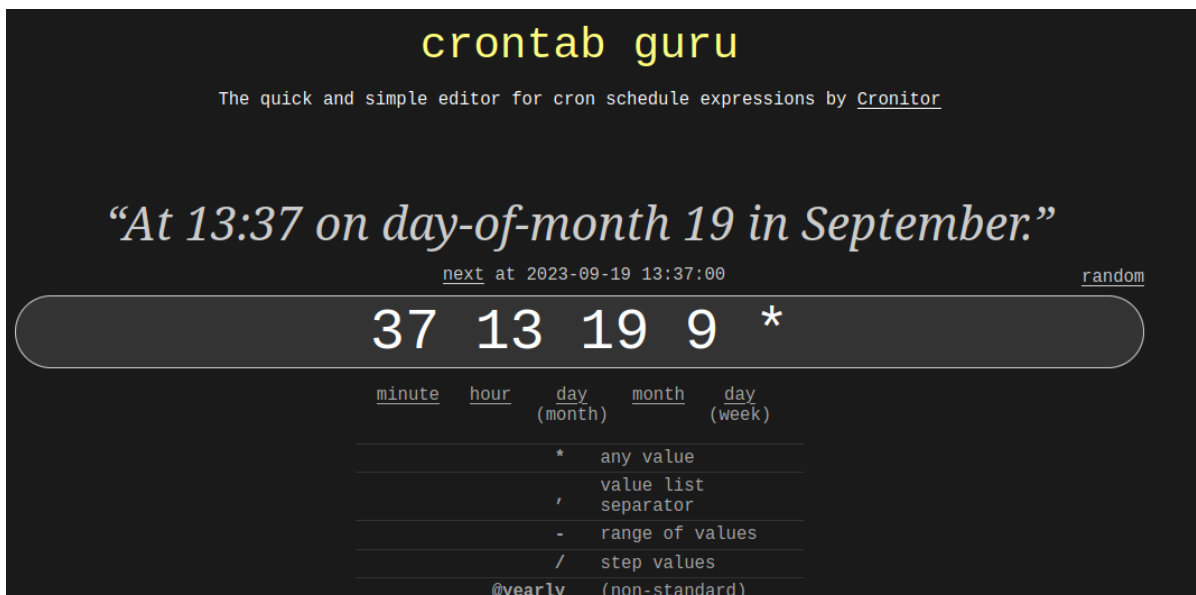 crontab guru
The quick and simple editor for cron schedule expressions by Cronitor
“At 13:37 on day-of-month 19 in September.”
next at 2023-09-19 13:37:00
random
37 13 19 9 *
minute hour day (month) month day (week)
* any value
, value list separator
- range of values
/ step values
@yearly (non-standard)